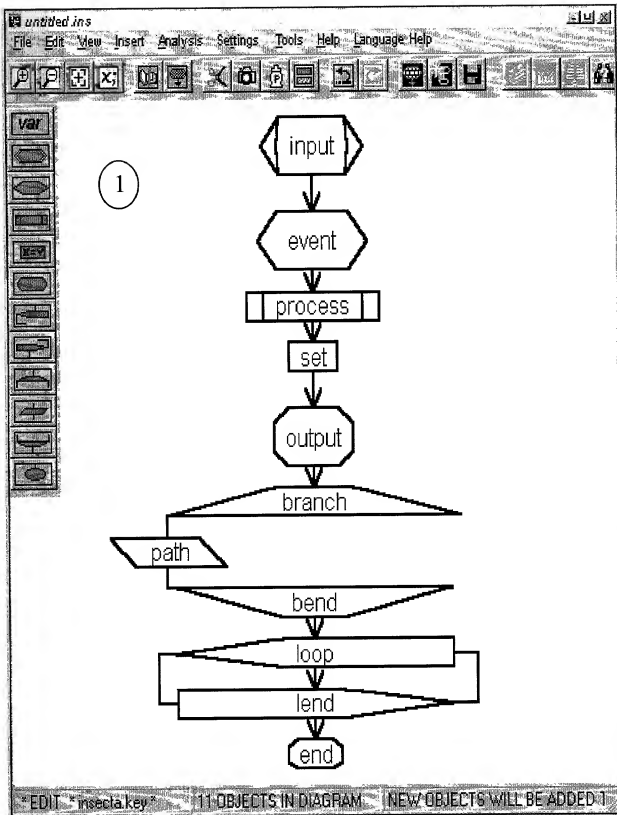 untitled.ins
File Edit View Insert Analysis Settings Tools Help Language Help
var
1
input
event
process
set
output
branch
path
bend
loop
lend
end
* EDIT * insecta.key * 11 OBJECTS IN DIAGRAM NEW OBJECTS WILL BE ADDED 1